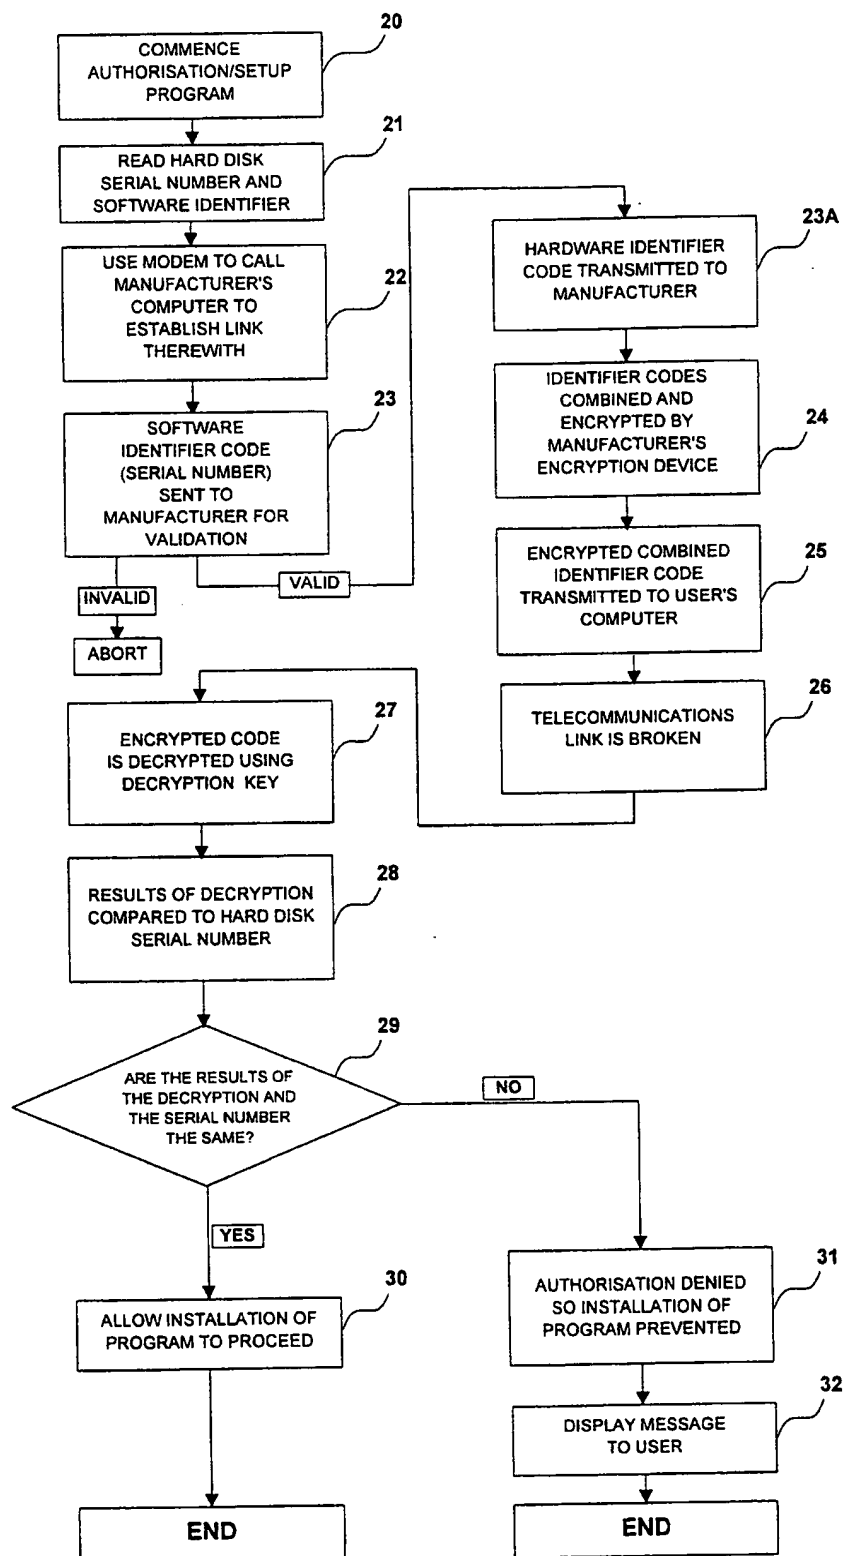 20
COMMENCE
AUTHORISATION/SETUP
PROGRAM
21
READ HARD DISK
SERIAL NUMBER AND
SOFTWARE IDENTIFIER
USE MODEM TO CALL
MANUFACTURER'S
COMPUTER TO
ESTABLISH LINK
THEREWITH
22
23
SOFTWARE
IDENTIFIER CODE
(SERIAL NUMBER)
SENT TO
MANUFACTURER FOR
VALIDATION
VALID
INVALID
ABORT
23A
HARDWARE IDENTIFIER
CODE TRANSMITTED TO
MANUFACTURER
IDENTIFIER CODES
COMBINED AND
ENCRYPTED BY
MANUFACTURER'S
ENCRYPTION DEVICE
24
25
ENCRYPTED COMBINED
IDENTIFIER CODE
TRANSMITTED TO USER'S
COMPUTER
26
TELECOMMUNICATIONS
LINK IS BROKEN
27
ENCRYPTED CODE
IS DECRYPTED USING
DECRYPTION KEY
28
RESULTS OF DECRYPTION
COMPARED TO HARD DISK
SERIAL NUMBER
29
ARE THE RESULTS OF
THE DECRYPTION AND
THE SERIAL NUMBER
THE SAME?
NO
YES
30
ALLOW INSTALLATION OF
PROGRAM TO PROCEED
END
31
AUTHORISATION DENIED
SO INSTALLATION OF
PROGRAM PREVENTED
32
DISPLAY MESSAGE
TO USER
END